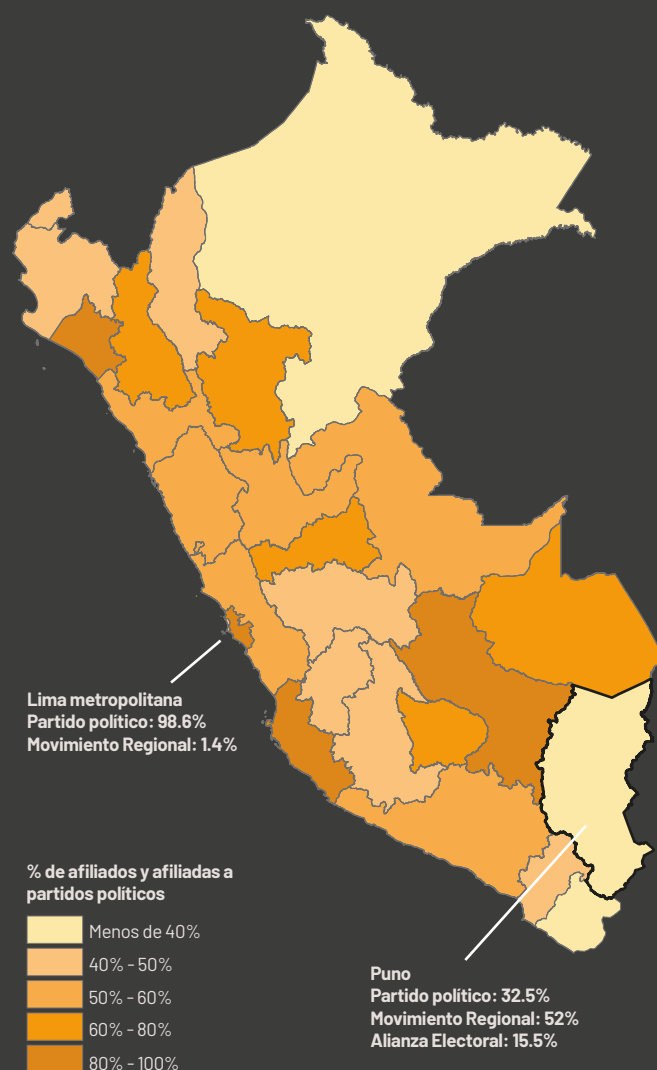 Lima metropolitana
Partido político: 98.6%
Movimiento Regional: 1.4%
% de afiliados y afiliadas a
partidos políticos
Menos de 40%
40% - 50%
50% - 60%
60% - 80%
80% - 100%
Puno
Partido político: 32.5%
Movimiento Regional: 52%
Alianza Electoral: 15.5%